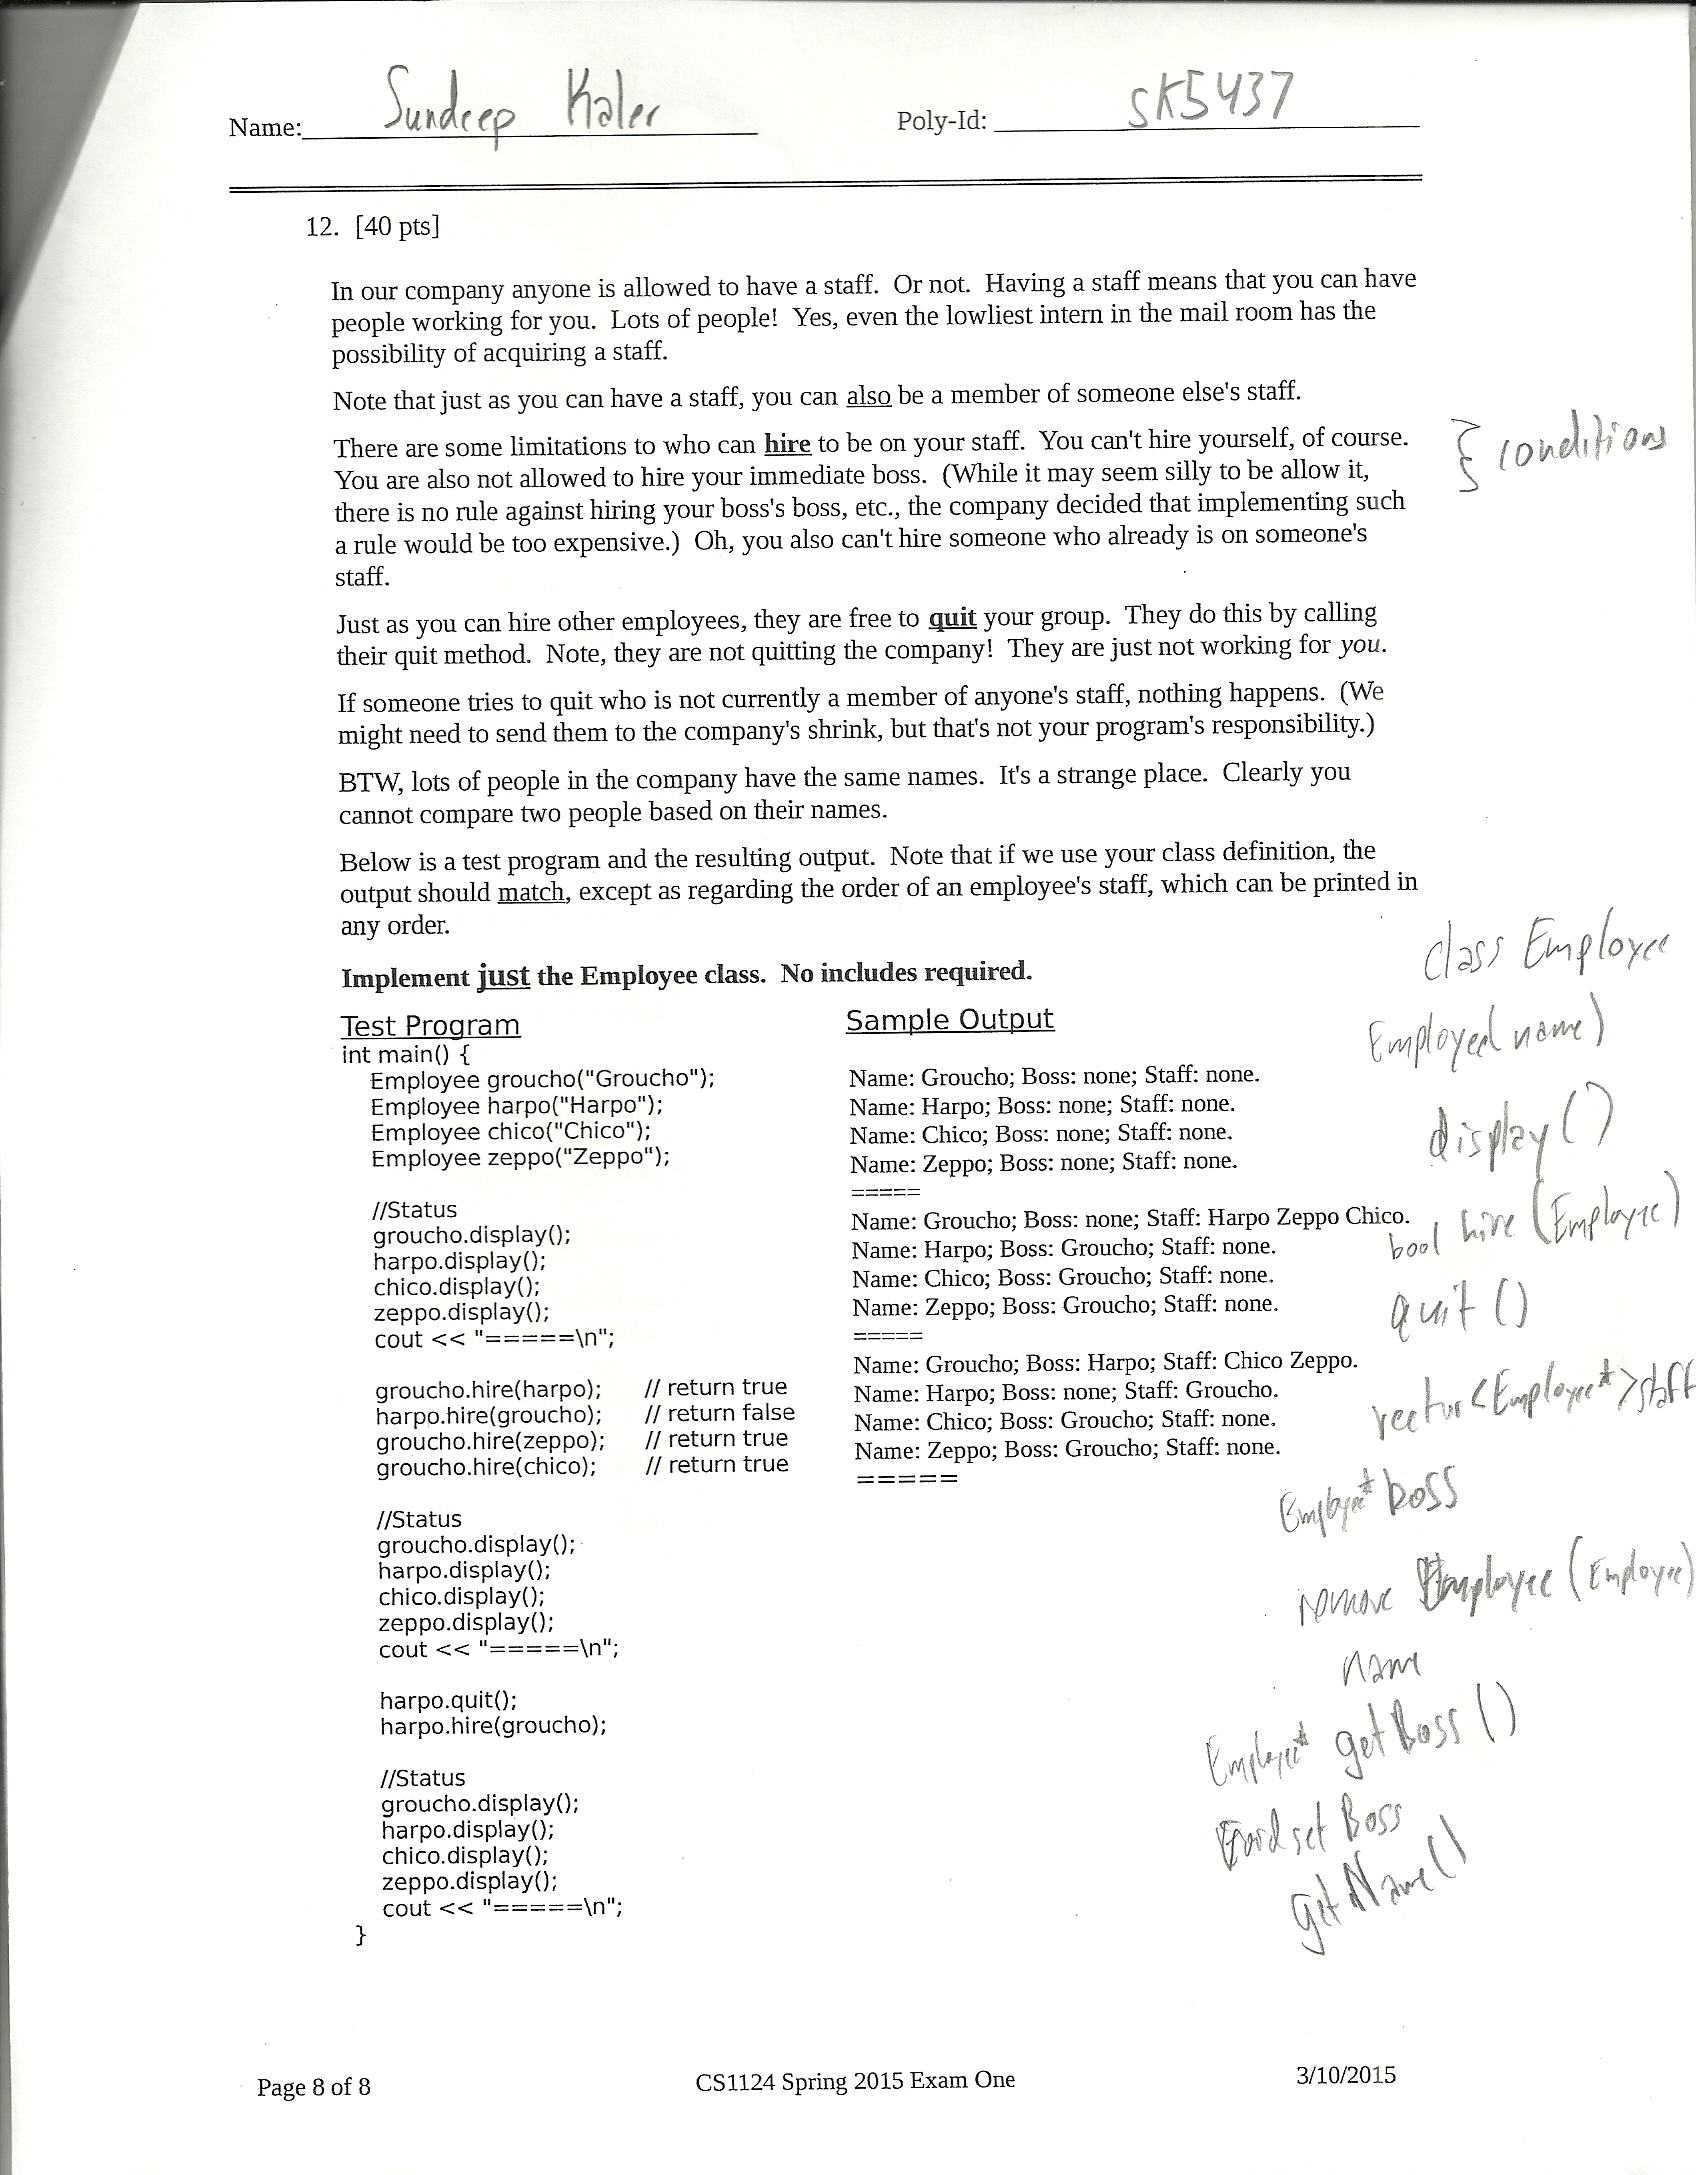 Name: Sundeep Kaler Poly-Id: sk5437
12. [40 pts]
In our company anyone is allowed to have a staff. Or not. Having a staff means that you can have
people working for you. Lots of people! Yes, even the lowliest intern in the mail room has the
possibility of acquiring a staff.
Note that just as you can have a staff, you can also be a member of someone else's staff.
There are some limitations to who can hire to be on your staff. You can't hire yourself, of course.
You are also not allowed to hire your immediate boss. (While it may seem silly to be allow it,
there is no rule against hiring your boss's boss, etc., the company decided that implementing such
a rule would be too expensive.) Oh, you also can't hire someone who already is on someone's
staff.
} conditions
Just as you can hire other employees, they are free to quit your group. They do this by calling
their quit method. Note, they are not quitting the company! They are just not working for you.
If someone tries to quit who is not currently a member of anyone's staff, nothing happens. (We
might need to send them to the company's shrink, but that's not your program's responsibility.)
BTW, lots of people in the company have the same names. It's a strange place. Clearly you
cannot compare two people based on their names.
Below is a test program and the resulting output. Note that if we use your class definition, the
output should match, except as regarding the order of an employee's staff, which can be printed in
any order.
Implement just the Employee class. No includes required.
Test Program
int main() {
Employee groucho("Groucho");
Employee harpo("Harpo");
Employee chico("Chico");
Employee zeppo("Zeppo");
//Status
groucho.display();
harpo.display();
chico.display();
zeppo.display();
cout << "=====\n";
groucho.hire(harpo); // return true
harpo.hire(groucho); // return false
groucho.hire(zeppo); // return true
groucho.hire(chico); // return true
//Status
groucho.display();
harpo.display();
chico.display();
zeppo.display();
cout << "=====\n";
harpo.quit();
harpo.hire(groucho);
//Status
groucho.display();
harpo.display();
chico.display();
zeppo.display();
cout << "=====\n";
}
Sample Output
Name: Groucho; Boss: none; Staff: none.
Name: Harpo; Boss: none; Staff: none.
Name: Chico; Boss: none; Staff: none.
Name: Zeppo; Boss: none; Staff: none.
=====
Name: Groucho; Boss: none; Staff: Harpo Zeppo Chico.
Name: Harpo; Boss: Groucho; Staff: none.
Name: Chico; Boss: Groucho; Staff: none.
Name: Zeppo; Boss: Groucho; Staff: none.
=====
Name: Groucho; Boss: Harpo; Staff: Chico Zeppo.
Name: Harpo; Boss: none; Staff: Groucho.
Name: Chico; Boss: Groucho; Staff: none.
Name: Zeppo; Boss: Groucho; Staff: none.
=====
class Employee
name)
display()
bool hire (Employee)
quit ()
vector<Employee*>staff
Employee* boss
remove Employee (Employee)
name
Employee* getBoss ()
set Boss
getName()
Page 8 of 8 CS1124 Spring 2015 Exam One 3/10/2015